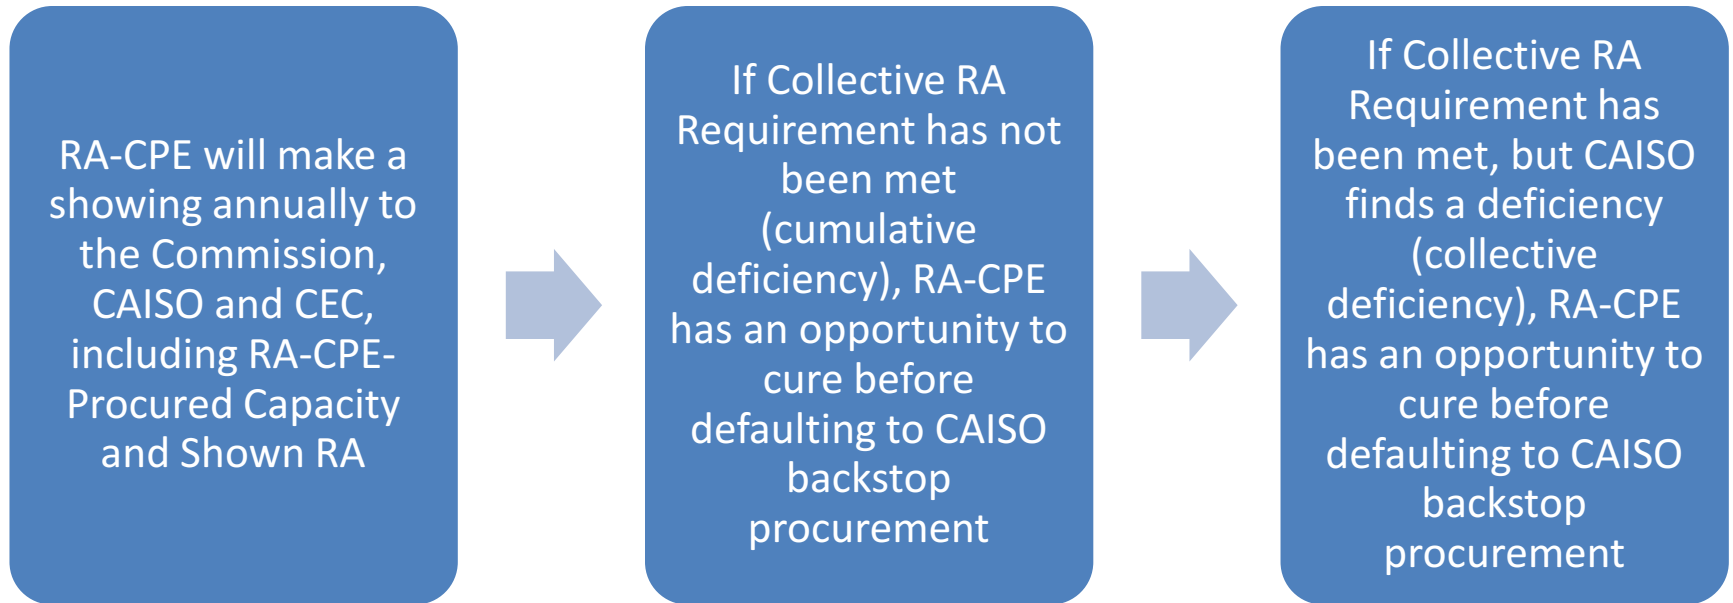 RA-CPE will make a
showing annually to
the Commission,
CAISO and CEC,
including RA-CPE-
Procured Capacity
and Shown RA
If Collective RA
Requirement has not
been met
(cumulative
deficiency), RA-CPE
has an opportunity to
cure before
defaulting to CAISO
backstop
procurement
If Collective RA
Requirement has
been met, but CAISO
finds a deficiency
(collective
deficiency), RA-CPE
has an opportunity to
cure before
defaulting to CAISO
backstop
procurement